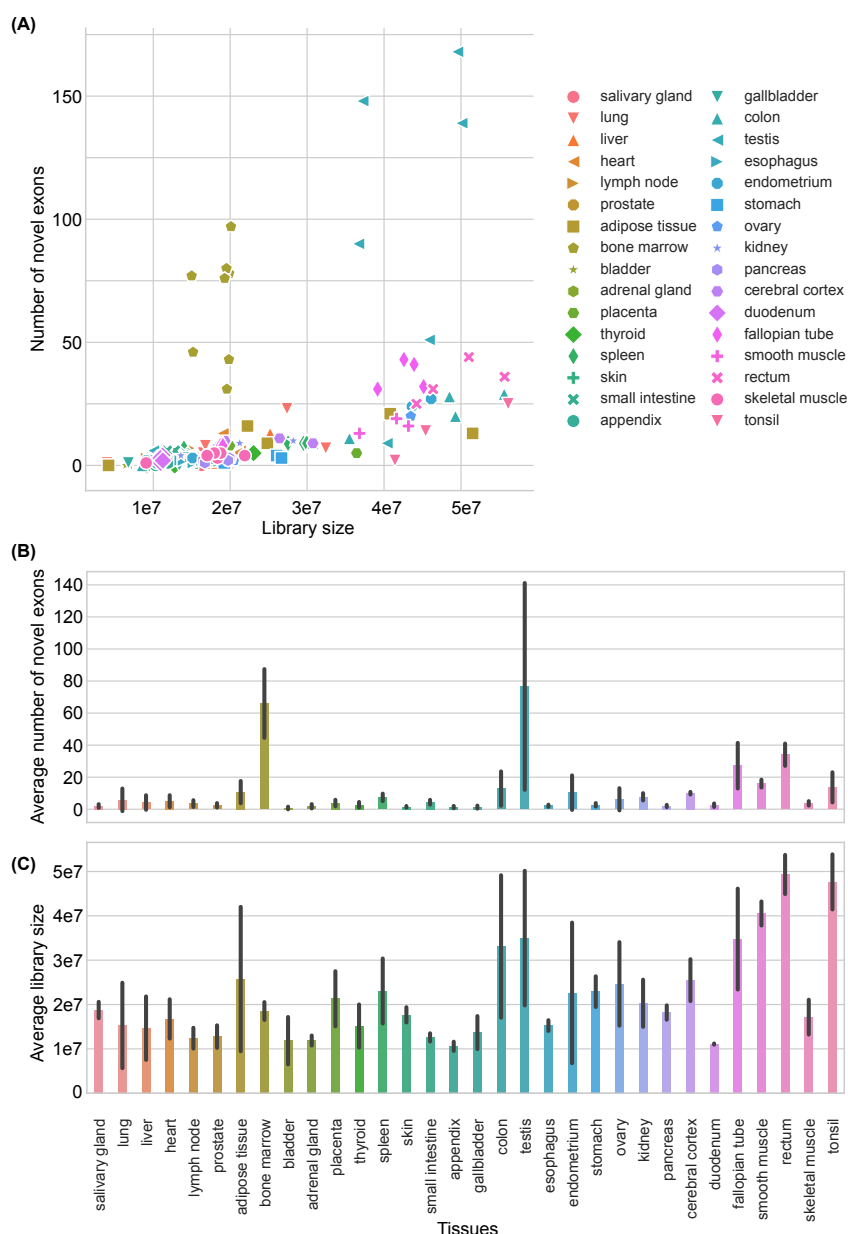 (A)
150
100
50
0
Number of novel exons
1e7 2e7 3e7 4e7 5e7
Library size
salivary gland
lung
liver
heart
lymph node
prostate
adipose tissue
bone marrow
bladder
adrenal gland
placenta
thyroid
spleen
skin
small intestine
appendix
gallbladder
colon
testis
esophagus
endometrium
stomach
ovary
kidney
pancreas
cerebral cortex
duodenum
fallopian tube
smooth muscle
rectum
skeletal muscle
tonsil
(B)
140
120
100
80
60
40
20
0
Average number of novel exons
(C)
5e7
4e7
3e7
2e7
1e7
0
Average library size
salivary gland
lung
liver
heart
lymph node
prostate
adipose tissue
bone marrow
bladder
adrenal gland
placenta
thyroid
spleen
skin
small intestine
appendix
gallbladder
colon
testis
esophagus
endometrium
stomach
ovary
kidney
pancreas
cerebral cortex
duodenum
fallopian tube
smooth muscle
rectum
skeletal muscle
tonsil
Tissues